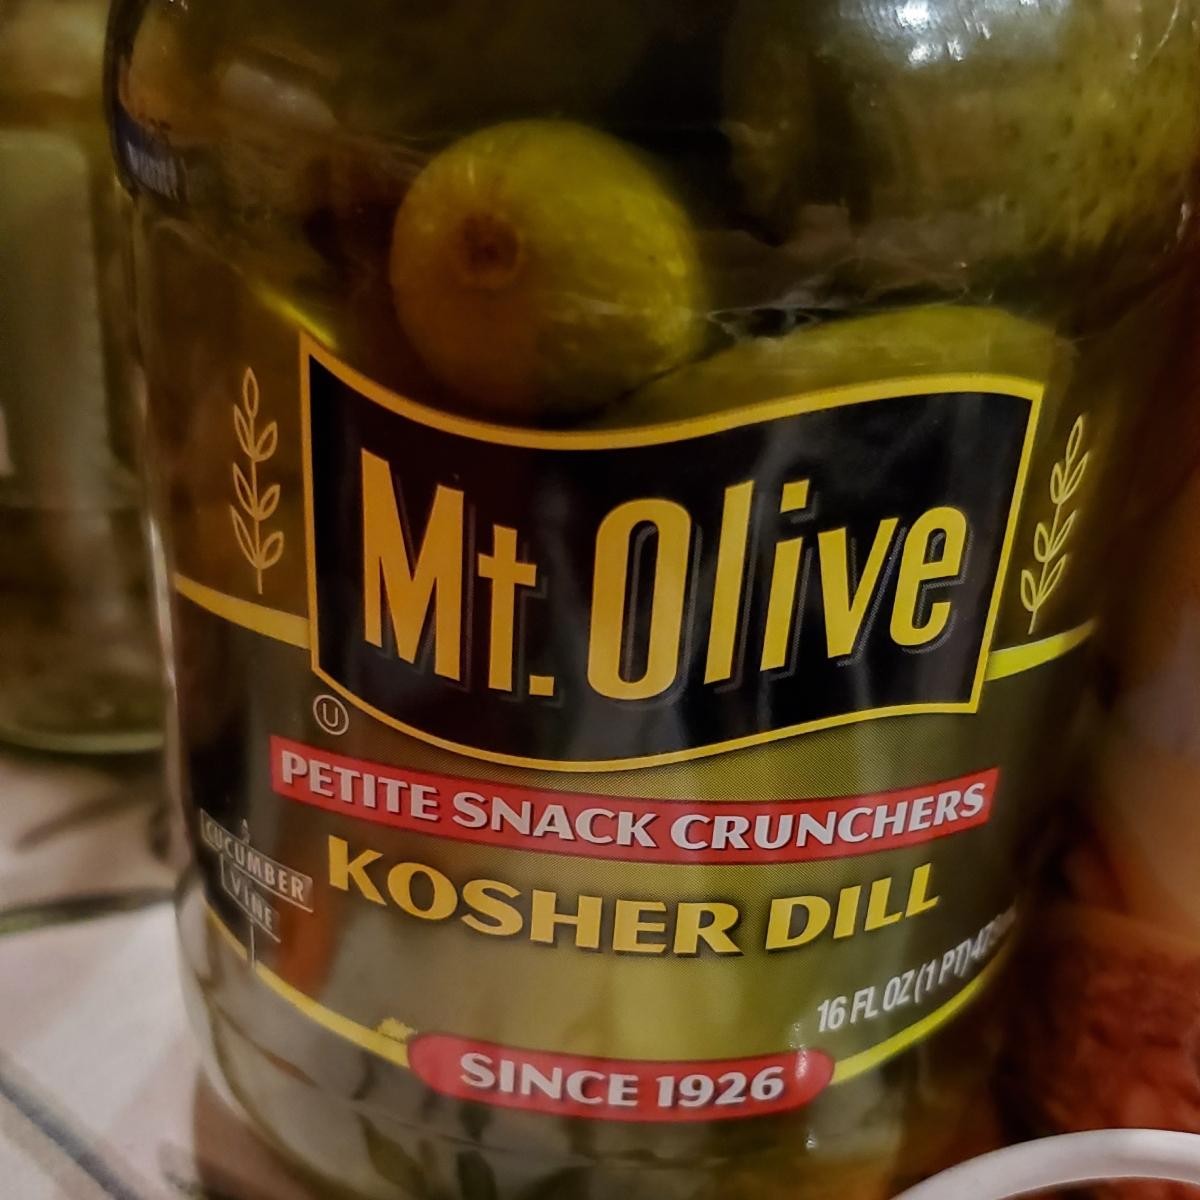 Mt. Olive
U
PETITE SNACK CRUNCHERS
KOSHER DILL
CUCUMBER
VINE
16 FL OZ (1 PT)
SINCE 1926